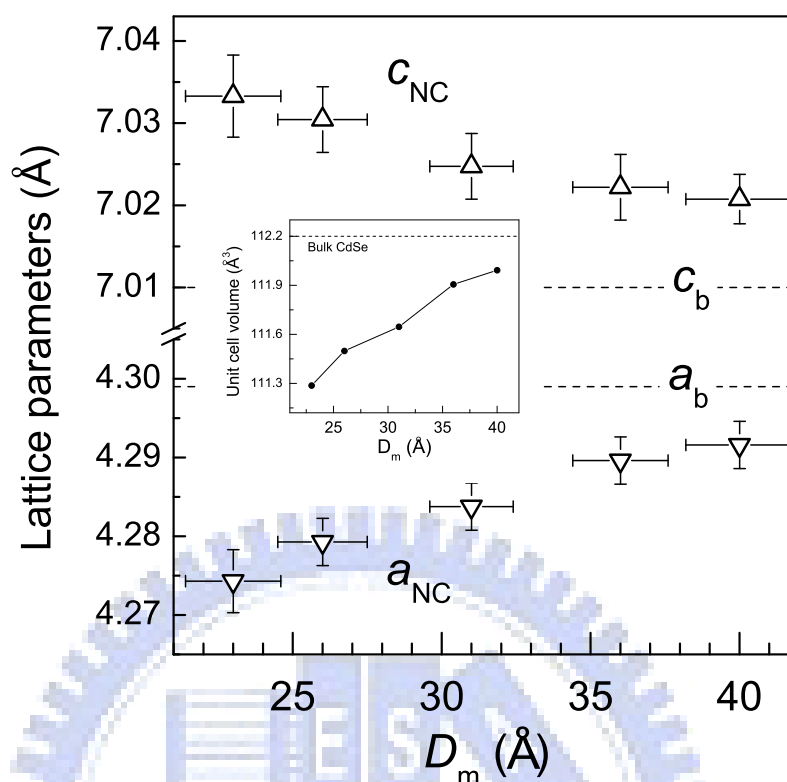 Lattice parameters (Å)
7.04
7.03
7.02
7.01
4.30
4.29
4.28
4.27
c_NC
c_b
a_b
a_NC
Unit cell volume (Å³)
112.2
111.9
111.6
111.3
Bulk CdSe
25 30 35 40
D_m (Å)
25 30 35 40
D_m (Å)
ES